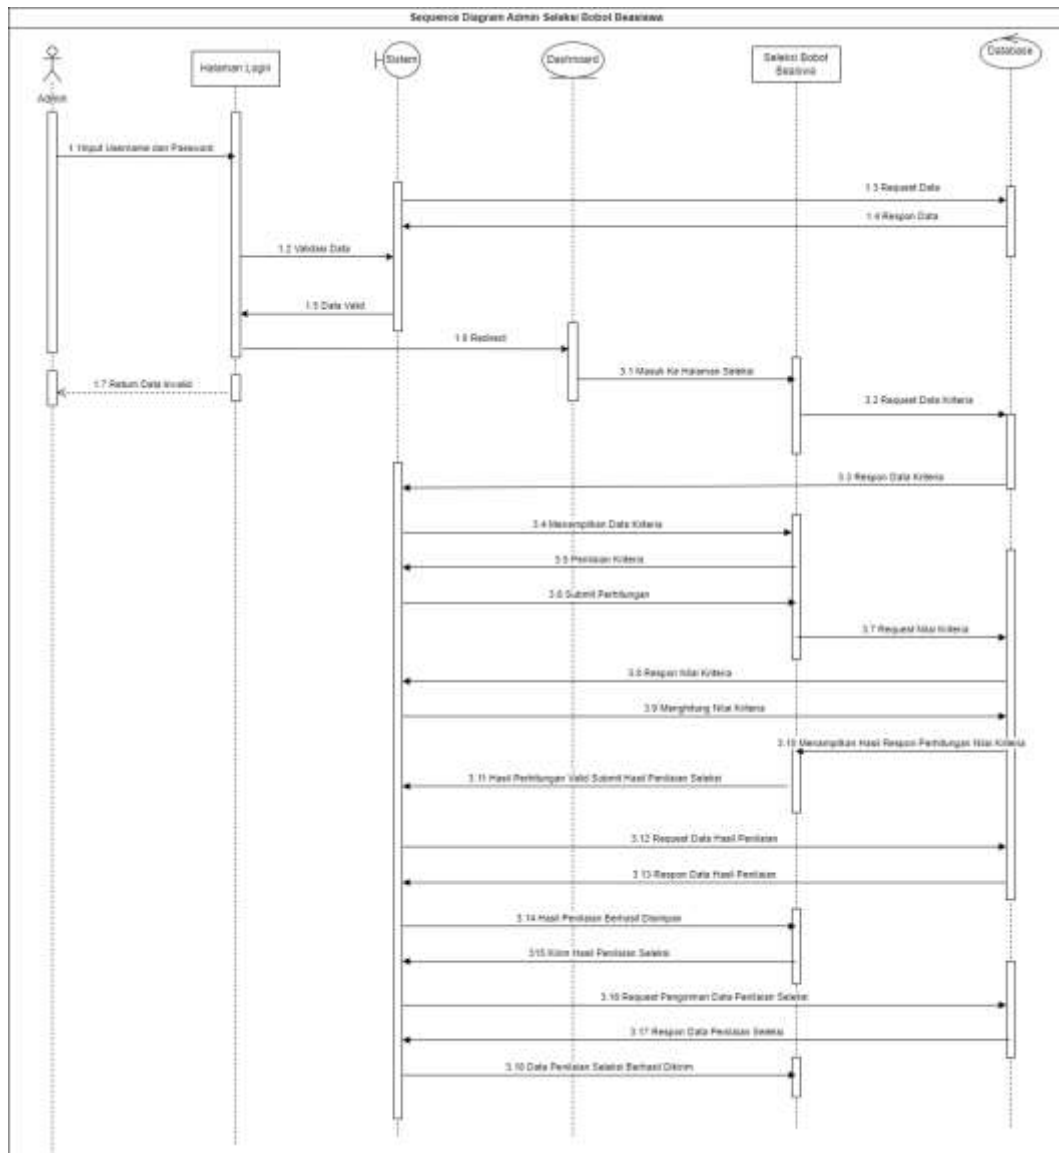 Sequence Diagram Admin Seleksi Bobot Beasiswa
Admin
Halaman Login
Sistem
Dashboard
Seleksi Bobot
Beasiswa
Database
1. Input Username dan Password
1.3 Request Data
1.4 Respon Data
1.2 Validasi Data
1.5 Data Valid
1.6 Redirect
3.1 Masuk Ke Halaman Seleksi
1.7 Return Data Invalid
3.2 Request Data Kriteria
3.3 Respon Data Kriteria
3.4 Menampilkan Data Kriteria
3.5 Penilaian Kriteria
3.6 Submit Perhitungan
3.7 Request Nilai Kriteria
3.8 Respon Nilai Kriteria
3.9 Menghitung Nilai Kriteria
3.10 Menampilkan Hasil Respon Perhitungan Nilai Kriteria
3.11 Hasil Perhitungan Valid Submit Hasil Penilaian Seleksi
3.12 Request Data Hasil Penilaian
3.13 Respon Data Hasil Penilaian
3.14 Hasil Penilaian Berhasil Disimpan
315 Kirim Hasil Penilaian Seleksi
3.16 Request Pengiriman Data Penilaian Seleksi
3.17 Respon Data Penilaian Seleksi
3.18 Data Penilaian Seleksi Berhasil Dikirim